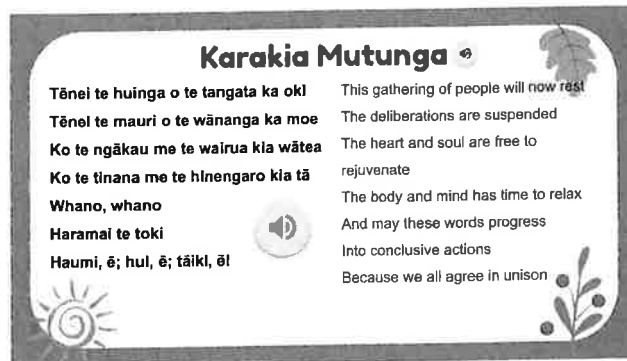 Karakia Mutunga
Tēnei te huinga o te tangata ka oki
Tēnei te mauri o te wānanga ka moe
Ko te ngākau me te wairua kia wātea
Ko te tinana me te hinengaro kia tā
Whano, whano
Haramai te toki
Haumi, ē; hui, ē; tāiki, ē!
This gathering of people will now rest
The deliberations are suspended
The heart and soul are free to
rejuvenate
The body and mind has time to relax
And may these words progress
Into conclusive actions
Because we all agree in unison